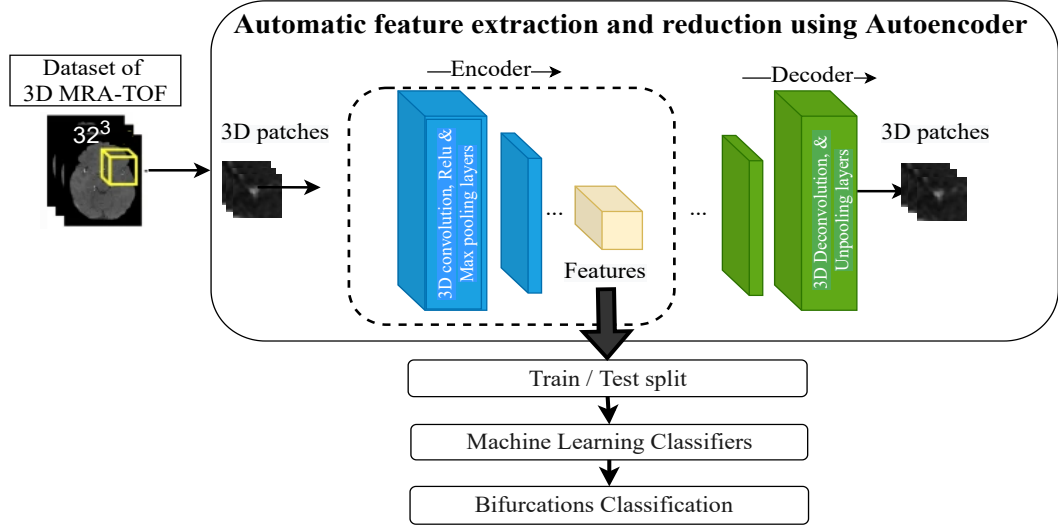 Automatic feature extraction and reduction using Autoencoder
Dataset of
3D MRA-TOF
32³
3D patches
Encoder
3D convolution, Relu &
Max pooling layers
...
Features
...
Decoder
3D Deconvolution, &
Unpooling layers
3D patches
Train / Test split
Machine Learning Classifiers
Bifurcations Classification